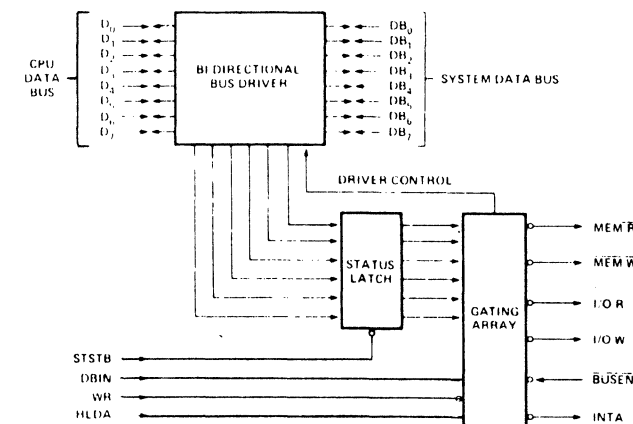 CPU DATA BUS
D0
D1
D2
D3
D4
D5
D6
D7
BI DIRECTIONAL BUS DRIVER
DB0
DB1
DB2
DB3
DB4
DB5
DB6
DB7
SYSTEM DATA BUS
DRIVER CONTROL
STATUS LATCH
GATING ARRAY
MEM R
MEM W
I/O R
I/O W
BUSEN
INTA
STSTB
DBIN
WR
HLDA